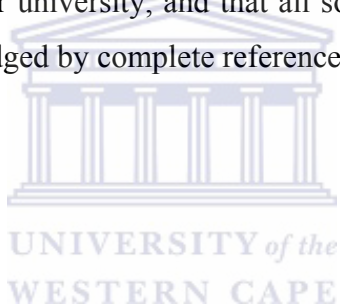 r university, and that all so
dged by complete reference
UNIVERSITY of the
WESTERN CAPE